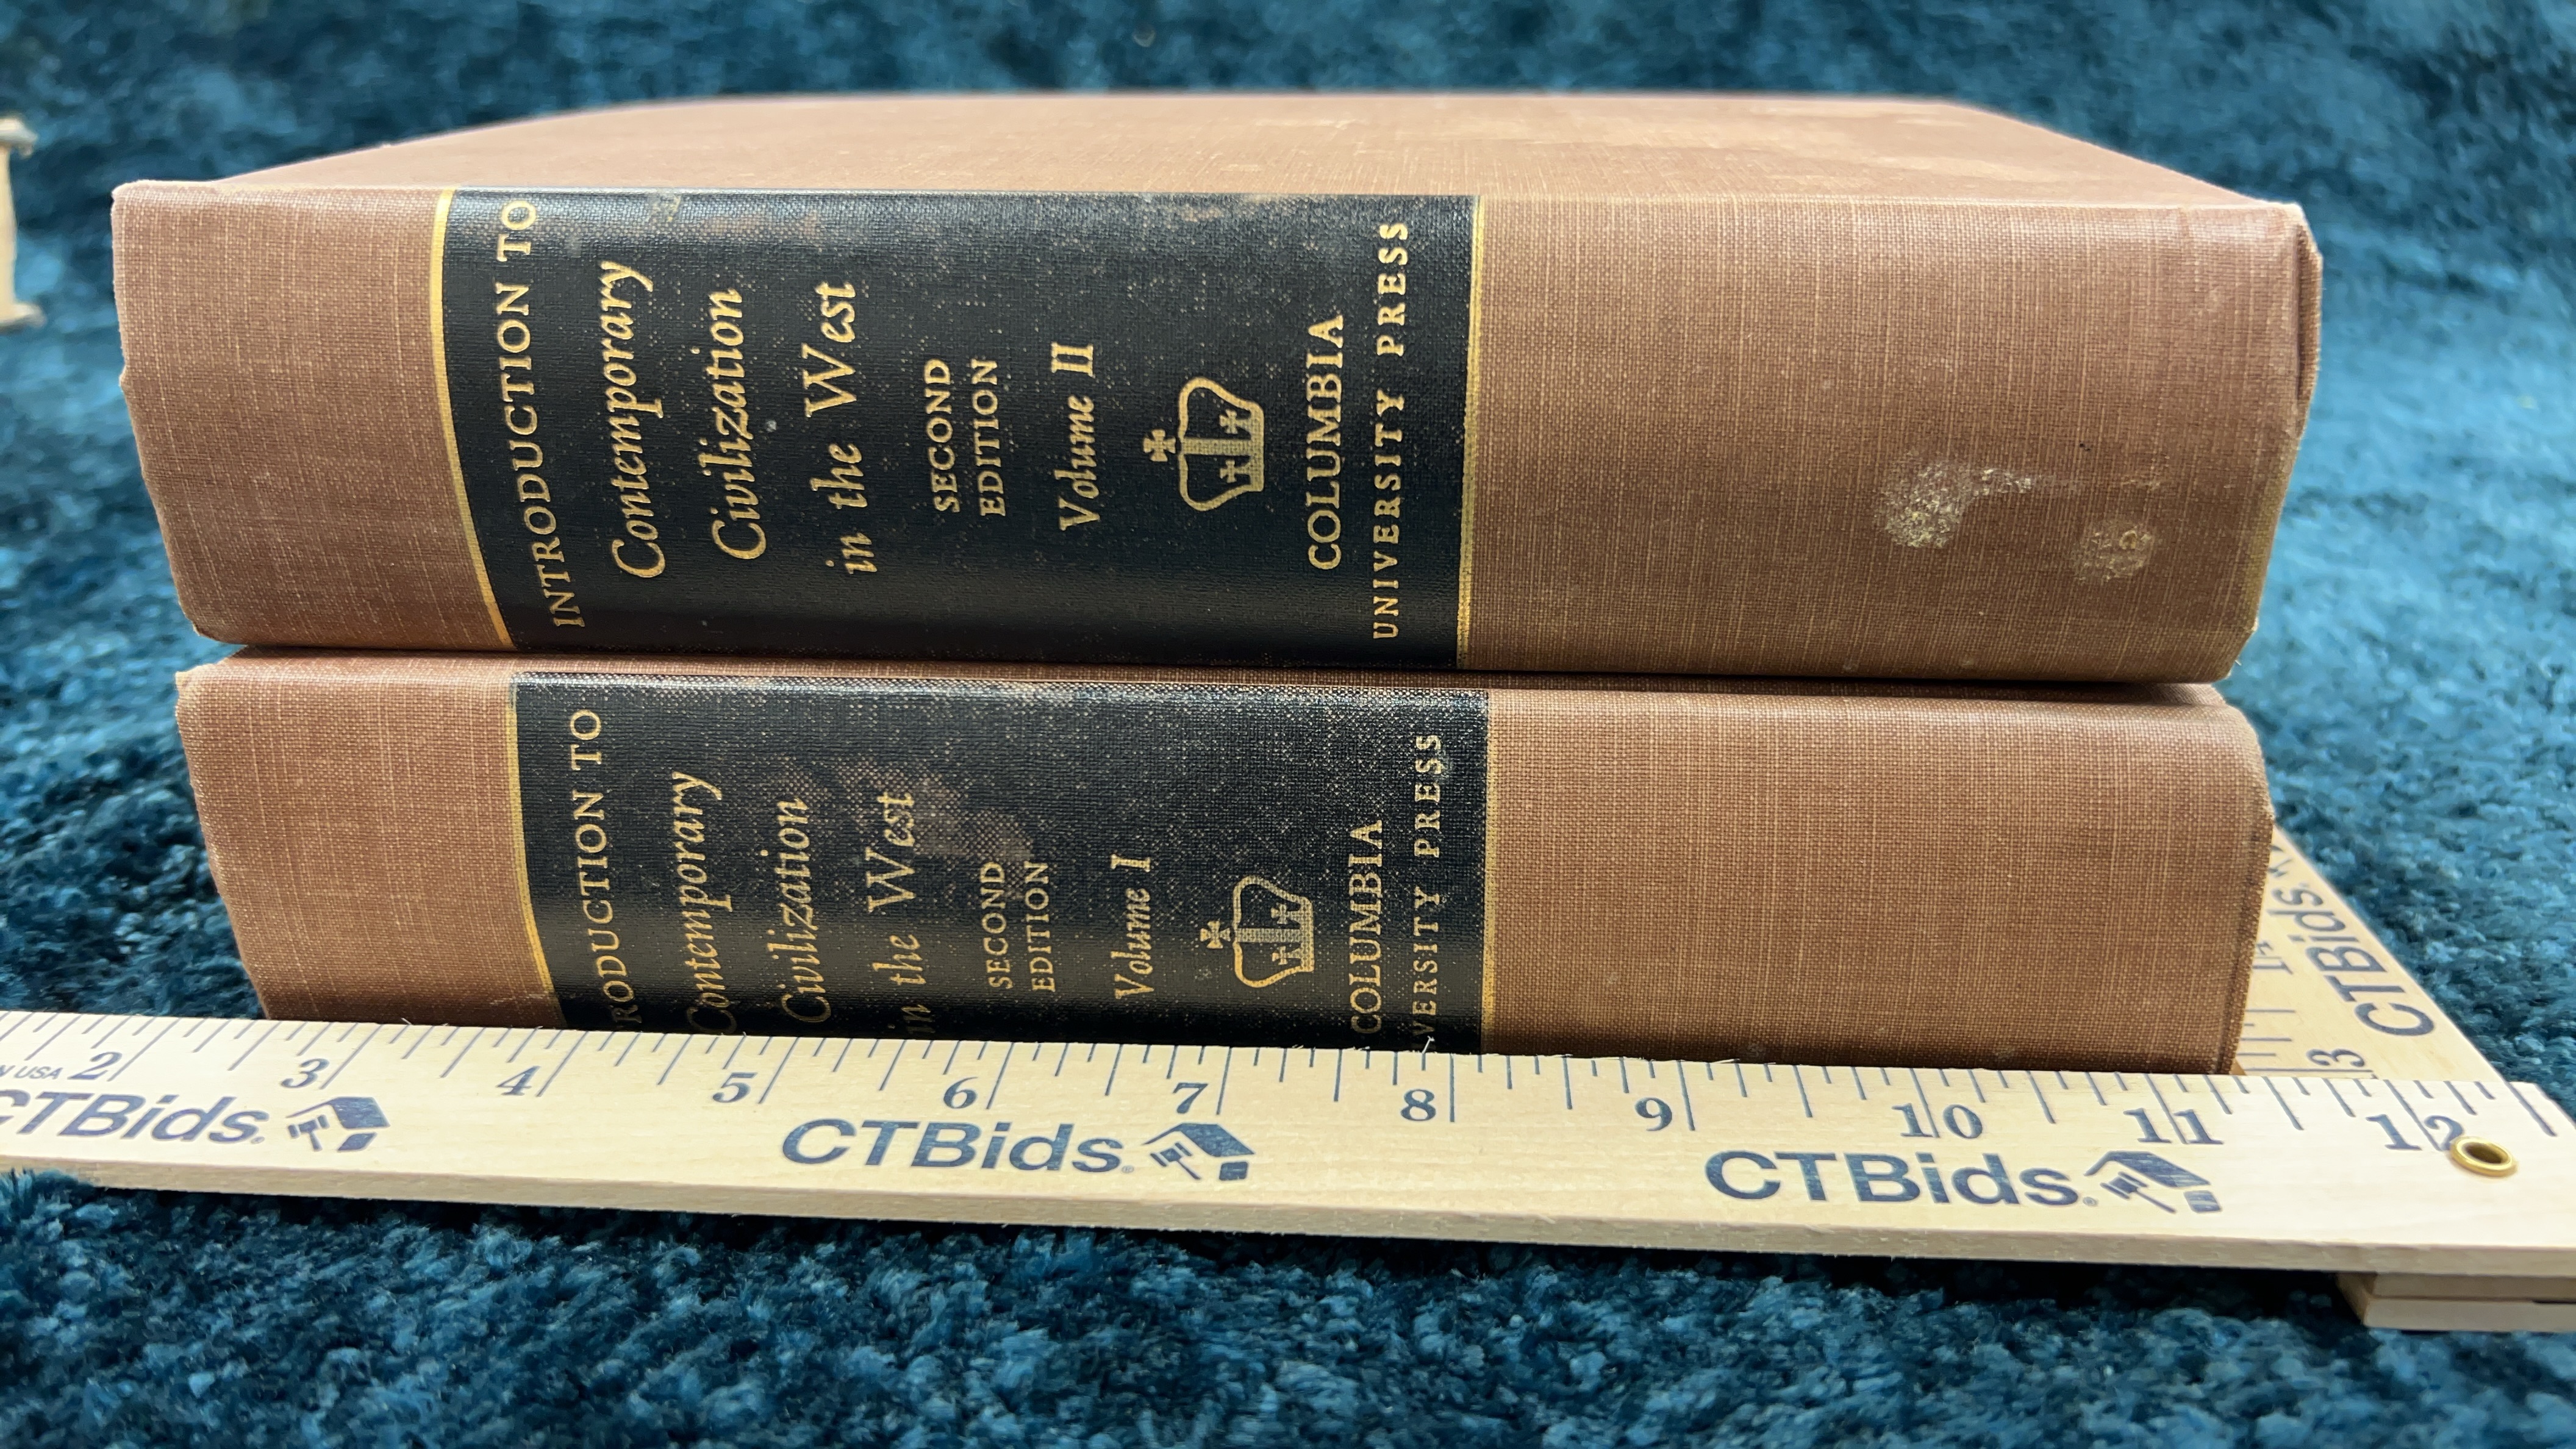 INTRODUCTION TO
Contemporary
Civilization
in the West
SECOND
EDITION
Volume II
COLUMBIA
UNIVERSITY PRESS
RODUCTION TO
Contemporary
Civilization
in the West
SECOND
EDITION
Volume I
COLUMBIA
VERSITY PRESS
USA 2 3 4 5 6 7 8 9 10 11 12
CTBids. CTBids. CTBids.
CTBids.
13